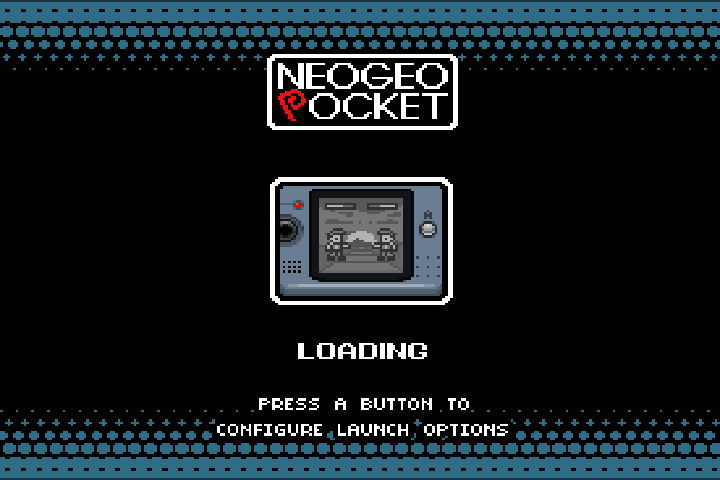 NEOGEO
POCKET
LOADING
PRESS A BUTTON TO
CONFIGURE LAUNCH OPTIONS